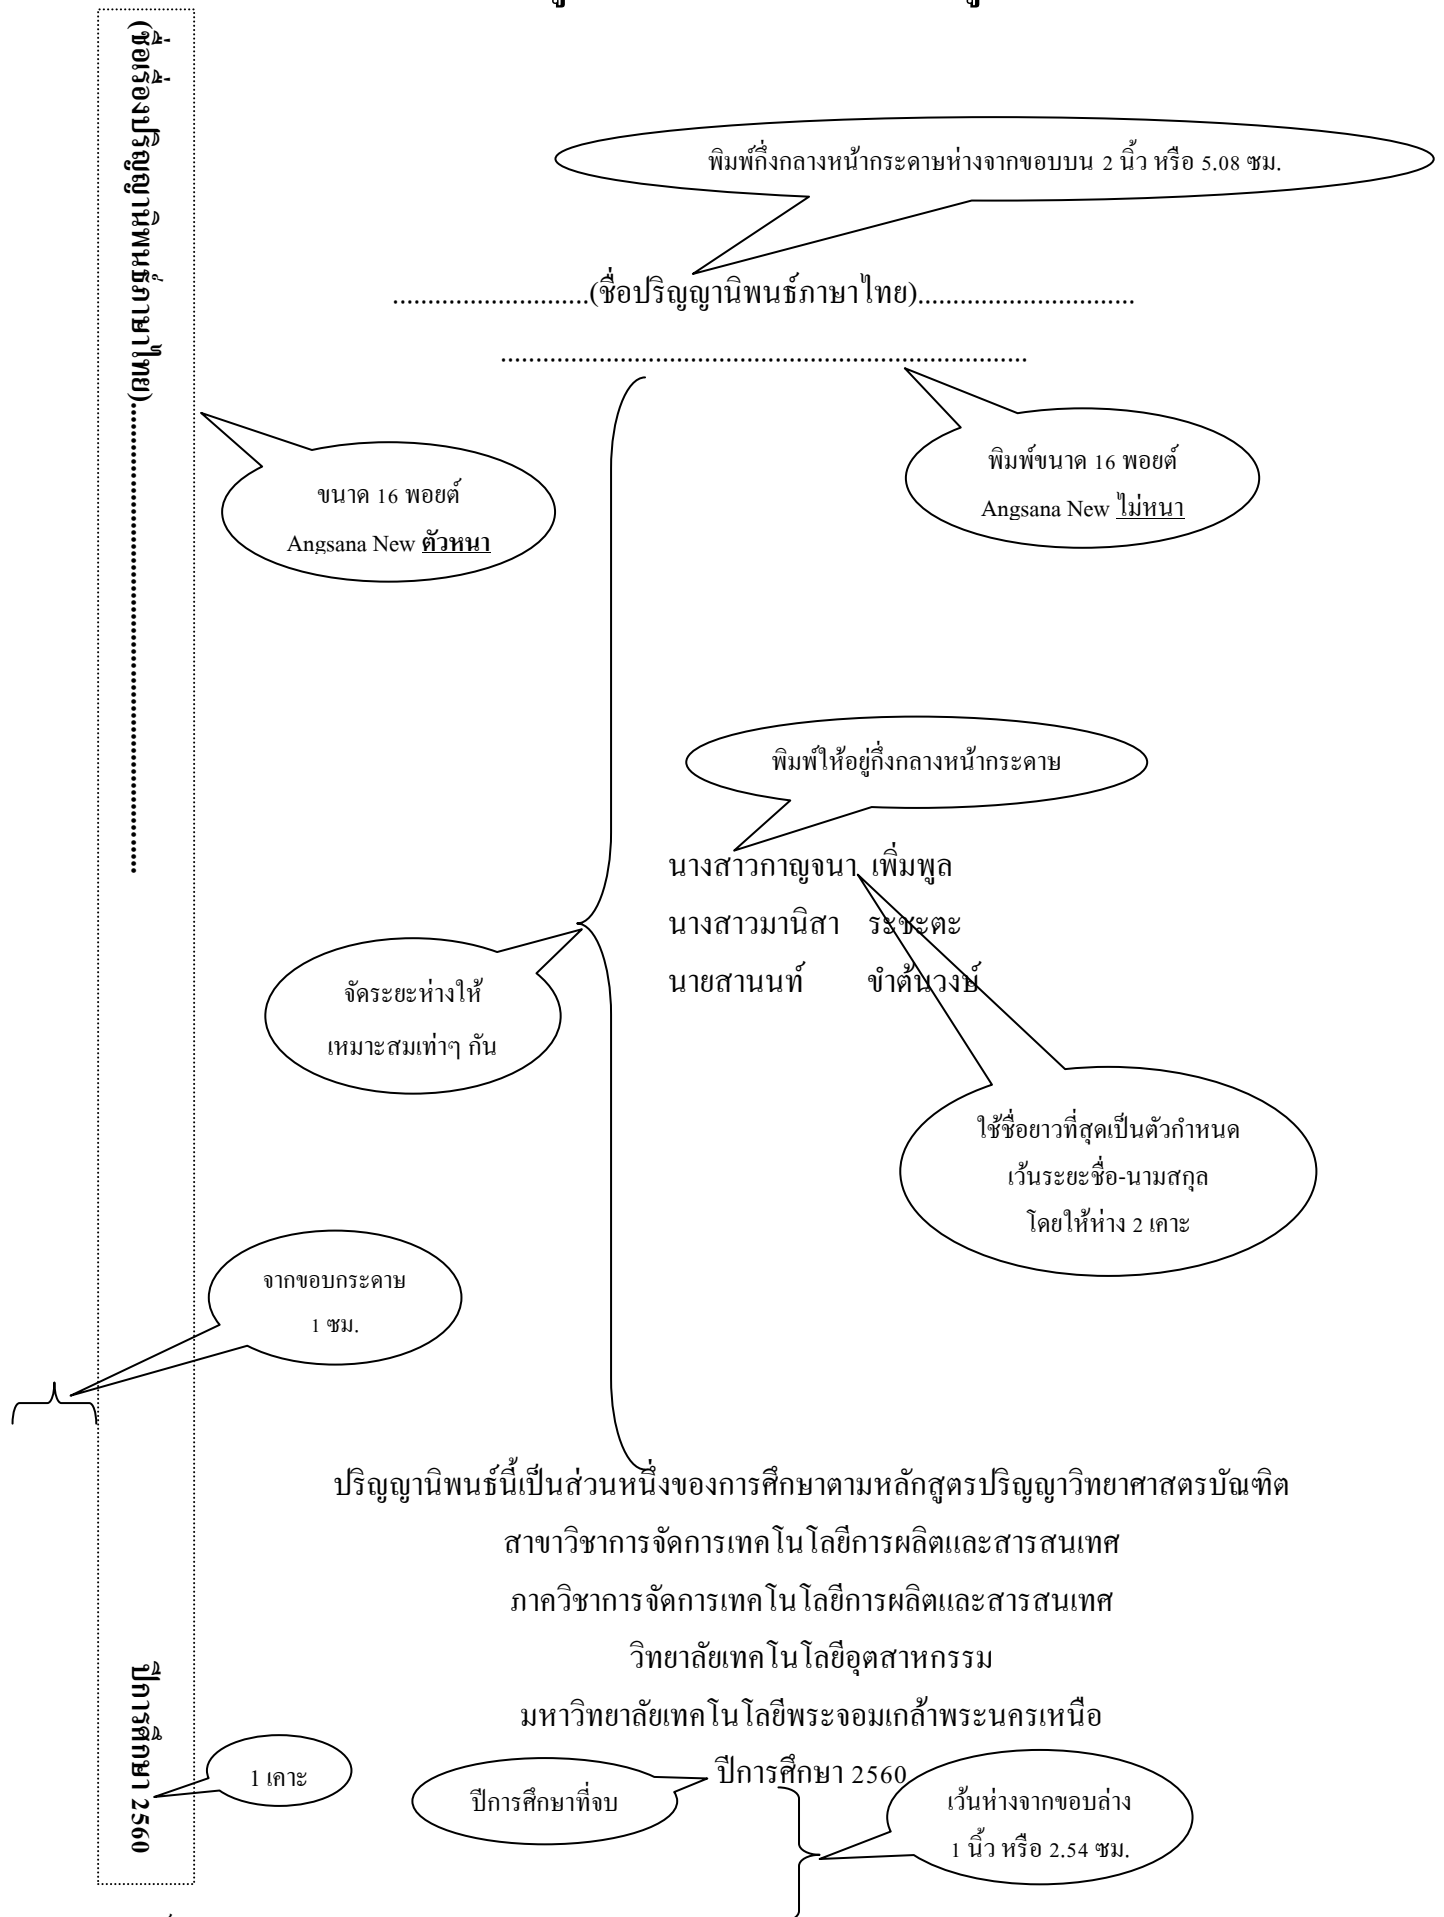 (ชื่อเรื่องปริญญานิพนธ์ภาษาไทย)..................................................................
พิมพ์กึ่งกลางหน้ากระดาษห่างจากขอบบน 2 นิ้ว หรือ 5.08 ซม.
............................(ชื่อปริญญานิพนธ์ภาษาไทย)...............................
...........................................................................
ขนาด 16 พอยต์
Angsana New ตัวหนา
พิมพ์ขนาด 16 พอยต์
Angsana New ไม่หนา
พิมพ์ให้อยู่กึ่งกลางหน้ากระดาษ
นางสาวกาญจนา เพิ่มพูล
นางสาวมานิสา ระชะตะ
นายสานนท์ ขำต้นวงษ์
จัดระยะห่างให้
เหมาะสมเท่าๆ กัน
ใช้ชื่อยาวที่สุดเป็นตัวกำหนด
เว้นระยะชื่อ-นามสกุล
โดยให้ห่าง 2 เคาะ
จากขอบกระดาษ
1 ซม.
ปริญญานิพนธ์นี้เป็นส่วนหนึ่งของการศึกษาตามหลักสูตรปริญญาวิทยาศาสตรบัณฑิต
สาขาวิชาการจัดการเทคโนโลยีการผลิตและสารสนเทศ
ภาควิชาการจัดการเทคโนโลยีการผลิตและสารสนเทศ
วิทยาลัยเทคโนโลยีอุตสาหกรรม
มหาวิทยาลัยเทคโนโลยีพระจอมเกล้าพระนครเหนือ
ปีการศึกษา 2560
ปีการศึกษา 2560
1 เคาะ
ปีการศึกษาที่จบ
เว้นห่างจากขอบล่าง
1 นิ้ว หรือ 2.54 ซม.